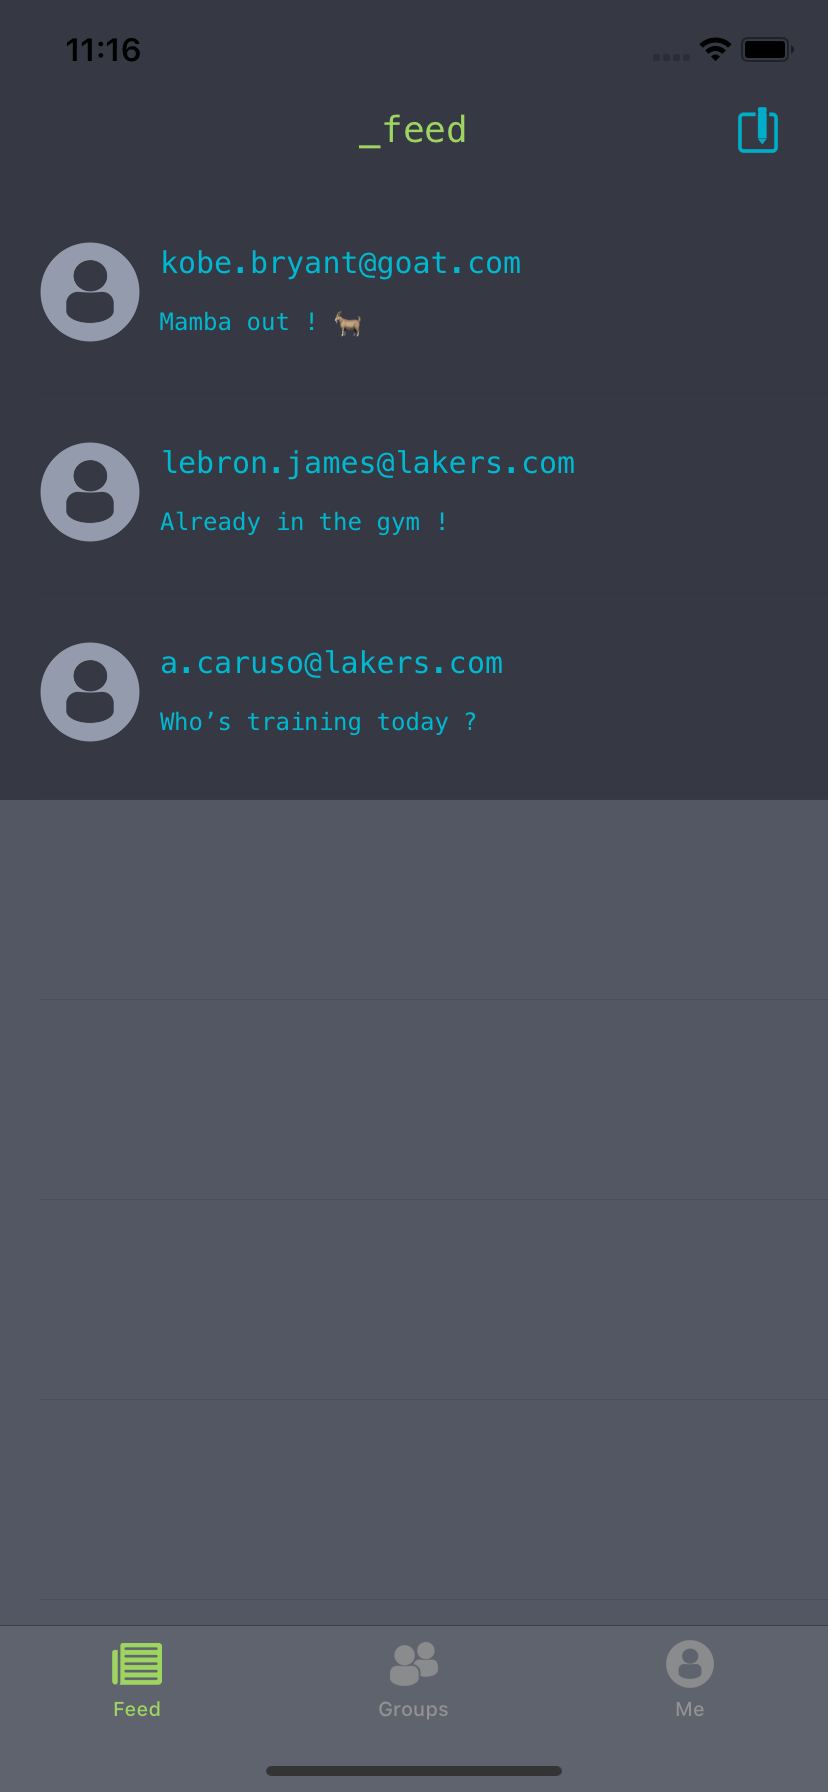 11:16
_feed
kobe.bryant@goat.com
Mamba out ! 🐐
lebron.james@lakers.com
Already in the gym !
a.caruso@lakers.com
Who’s training today ?
Feed
Groups
Me